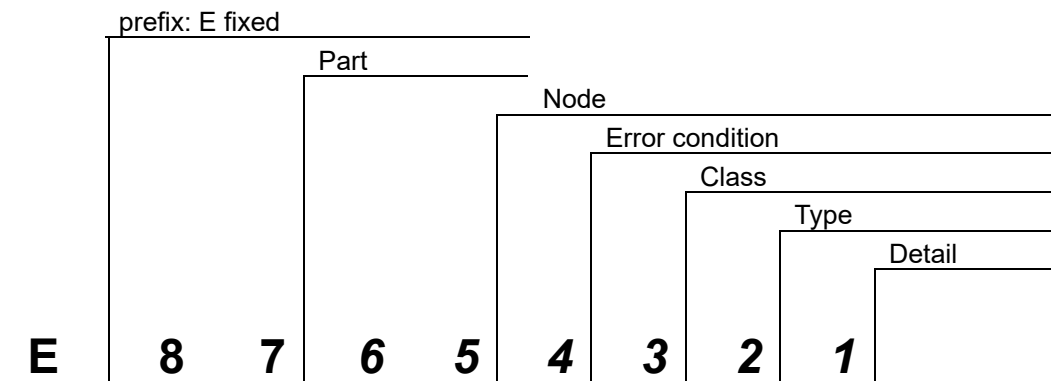 prefix: E fixed
Part
Node
Error condition
Class
Type
Detail
E 8 7 6 5 4 3 2 1